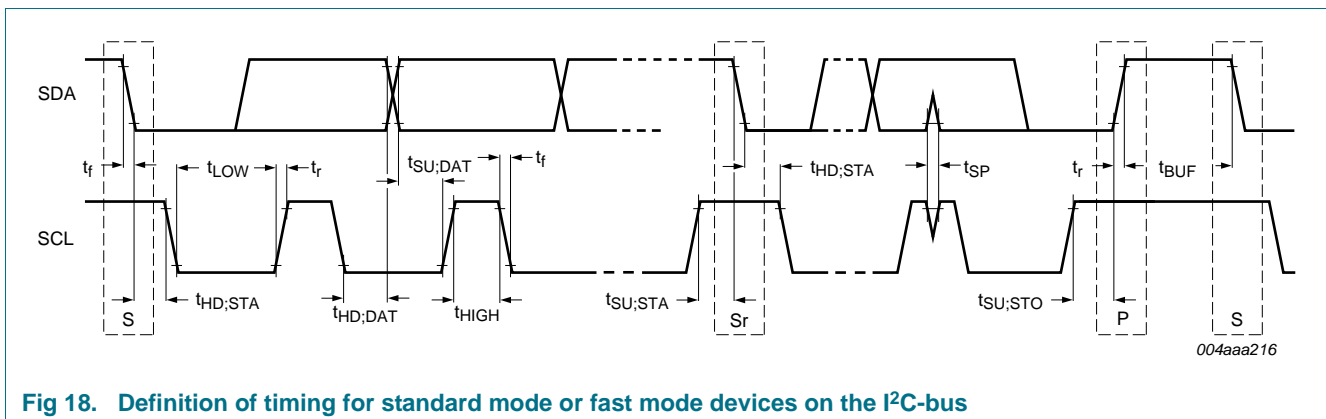 SDA
t_f t_LOW t_r t_SU;DAT t_f t_HD;STA t_SP t_r t_BUF
SCL
t_HD;STA t_HD;DAT t_HIGH t_SU;STA t_SU;STO
S Sr P S
004aaa216
Fig 18. Definition of timing for standard mode or fast mode devices on the I²C-bus